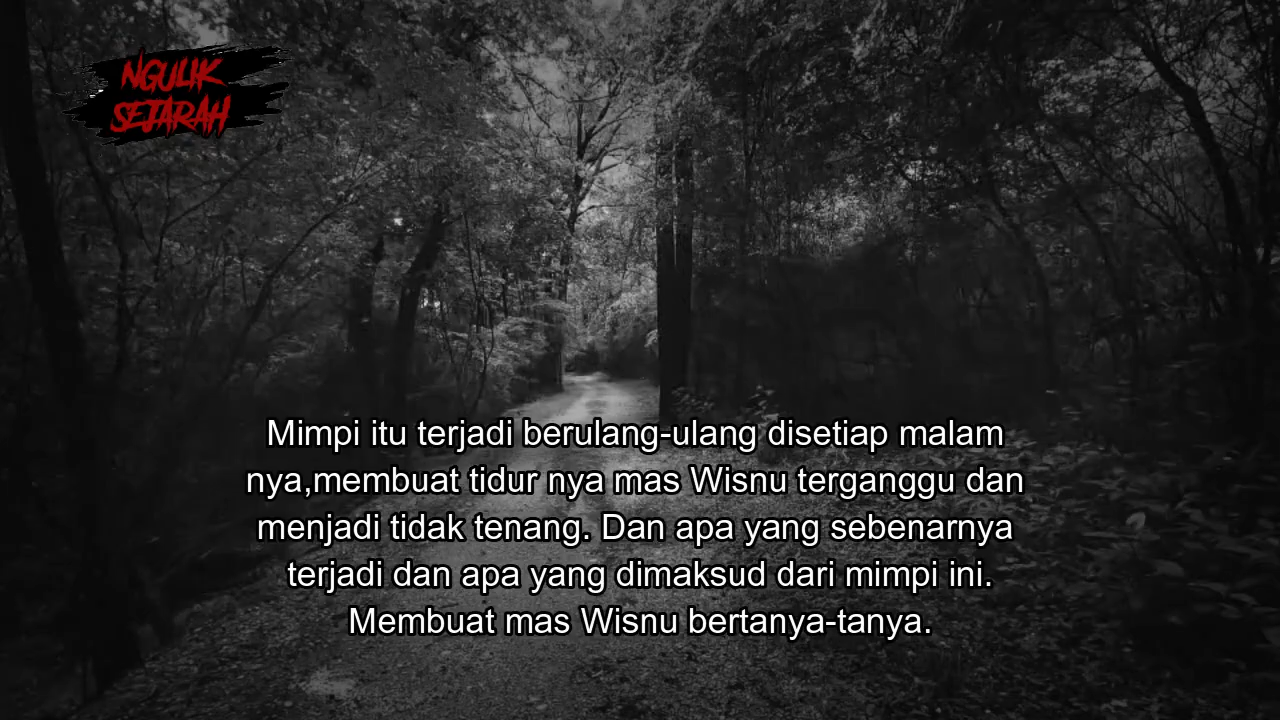 NGULIK
SEJARAH
Mimpi itu terjadi berulang-ulang disetiap malam
nya,membuat tidur nya mas Wisnu terganggu dan
menjadi tidak tenang. Dan apa yang sebenarnya
terjadi dan apa yang dimaksud dari mimpi ini.
Membuat mas Wisnu bertanya-tanya.